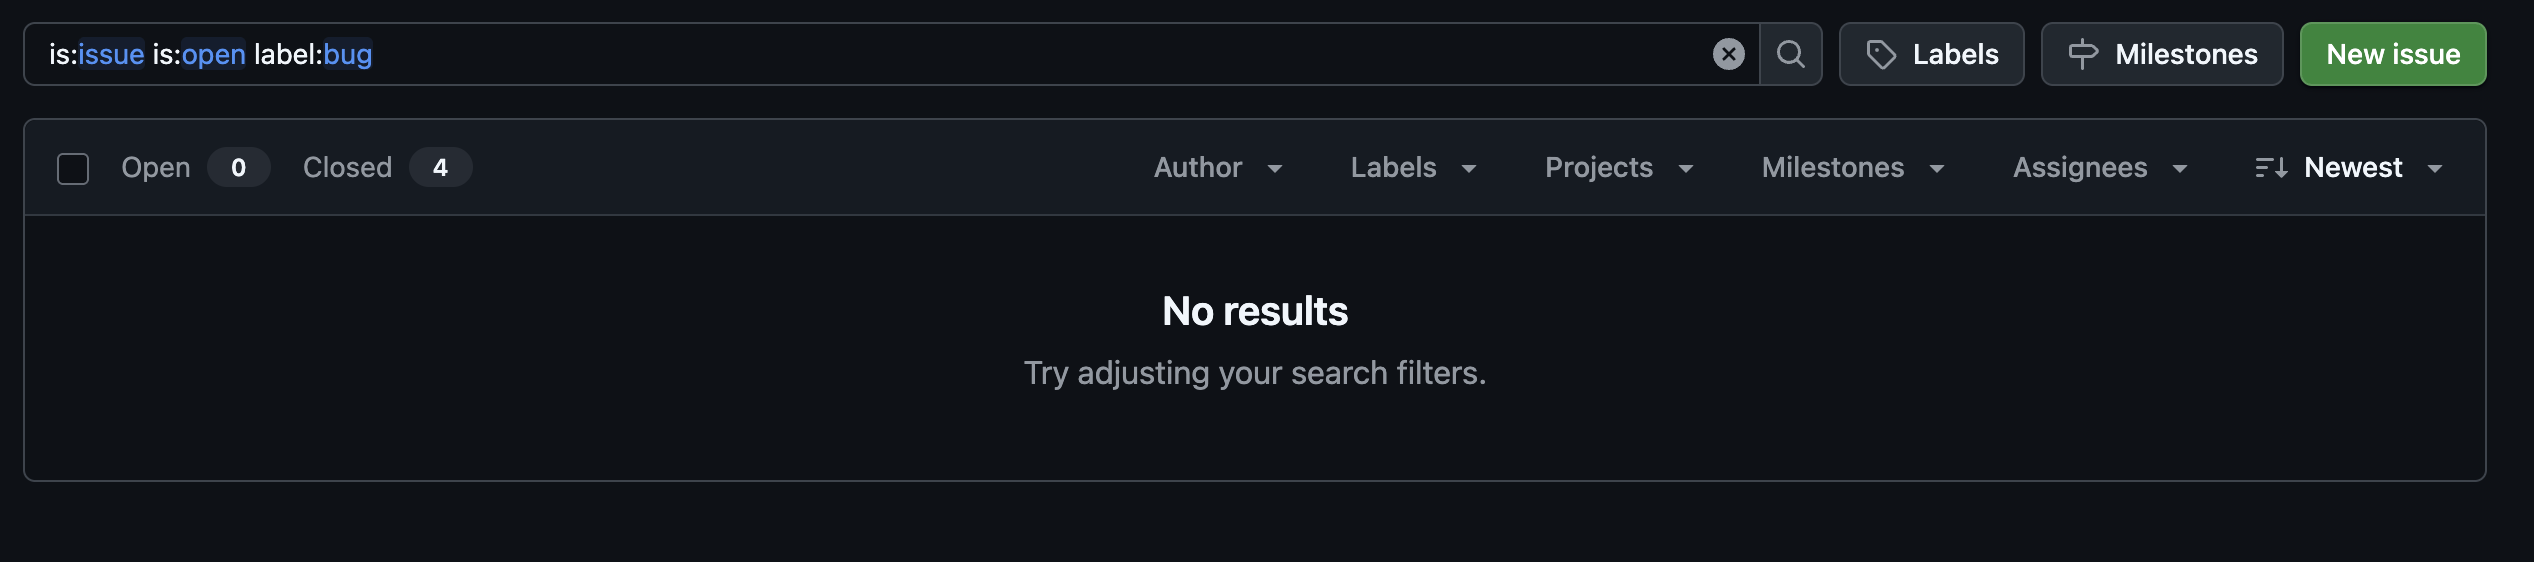 is:issue is:open label:bug
Labels
Milestones
New issue
Open 0 Closed 4
Author
Labels
Projects
Milestones
Assignees
Newest
No results
Try adjusting your search filters.